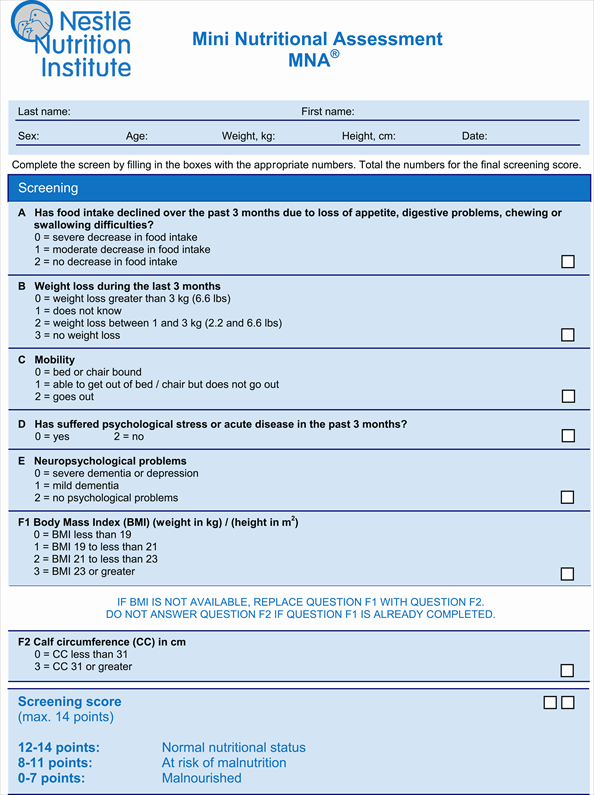 Nestlē
Nutrition
Institute
Mini Nutritional Assessment
MNA®
Last name: First name:
Sex: Age: Weight, kg: Height, cm: Date:
Complete the screen by filling in the boxes with the appropriate numbers. Total the numbers for the final screening score.
Screening
A Has food intake declined over the past 3 months due to loss of appetite, digestive problems, chewing or
swallowing difficulties?
0 = severe decrease in food intake
1 = moderate decrease in food intake
2 = no decrease in food intake
B Weight loss during the last 3 months
0 = weight loss greater than 3 kg (6.6 lbs)
1 = does not know
2 = weight loss between 1 and 3 kg (2.2 and 6.6 lbs)
3 = no weight loss
C Mobility
0 = bed or chair bound
1 = able to get out of bed / chair but does not go out
2 = goes out
D Has suffered psychological stress or acute disease in the past 3 months?
0 = yes 2 = no
E Neuropsychological problems
0 = severe dementia or depression
1 = mild dementia
2 = no psychological problems
F1 Body Mass Index (BMI) (weight in kg) / (height in m²)
0 = BMI less than 19
1 = BMI 19 to less than 21
2 = BMI 21 to less than 23
3 = BMI 23 or greater
IF BMI IS NOT AVAILABLE, REPLACE QUESTION F1 WITH QUESTION F2.
DO NOT ANSWER QUESTION F2 IF QUESTION F1 IS ALREADY COMPLETED.
F2 Calf circumference (CC) in cm
0 = CC less than 31
3 = CC 31 or greater
Screening score
(max. 14 points)
12-14 points: Normal nutritional status
8-11 points: At risk of malnutrition
0-7 points: Malnourished